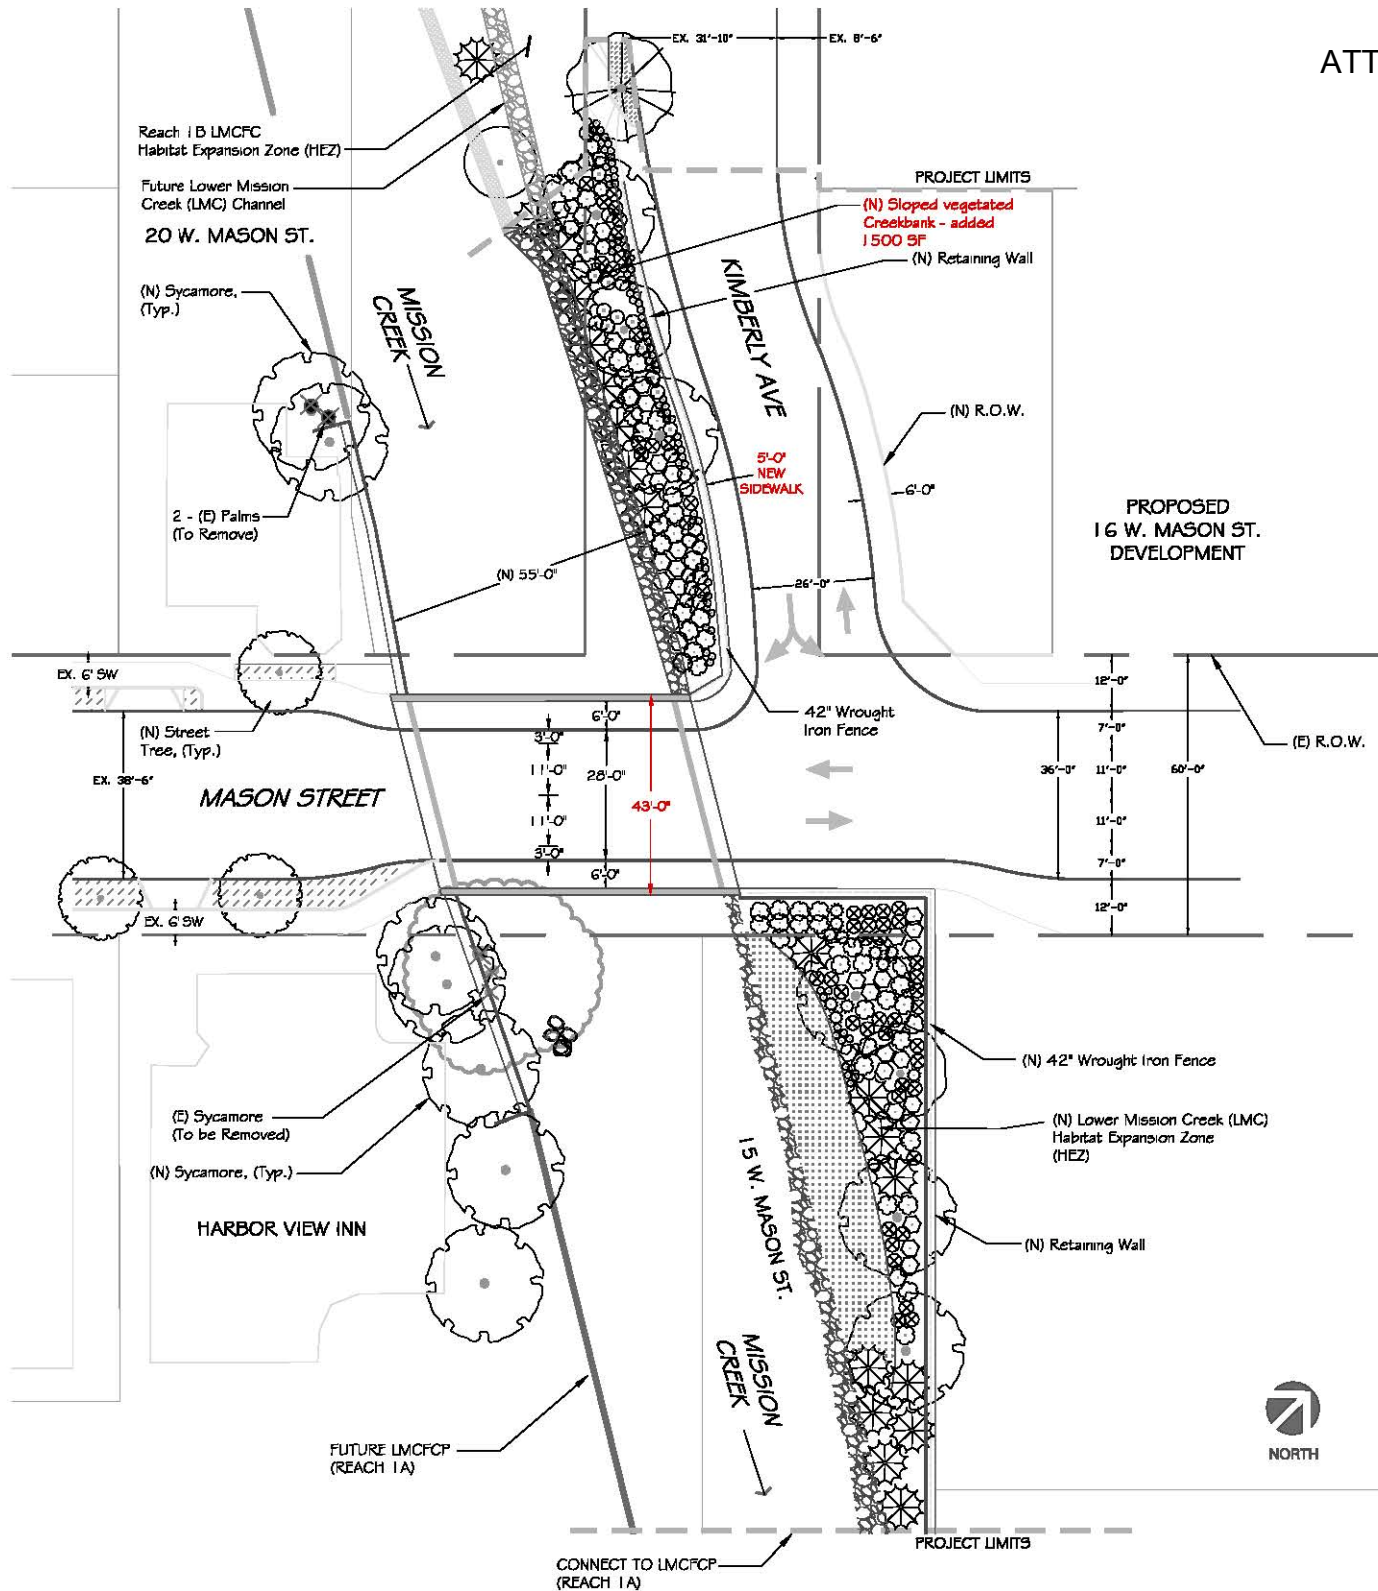 ATT
EX. 31'-10"
EX. 8'-6"
Reach 1B LMCFC
Habitat Expansion Zone (HEZ)
Future Lower Mission
Creek (LMC) Channel
20 W. MASON ST.
PROJECT LIMITS
(N) Sloped vegetated
Creekbank - added
1500 SF
(N) Retaining Wall
(N) Sycamore,
(Typ.)
MISSION
CREEK
KIMBERLY AVE
(N) R.O.W.
5'-0"
NEW
SIDEWALK
6'-0"
2 - (E) Palms
(To Remove)
PROPOSED
16 W. MASON ST.
DEVELOPMENT
(N) 55'-0"
26'-0"
EX. 6' SW
12'-0"
(N) Street
Tree, (Typ.)
6'-0"
42" Wrought
Iron Fence
7'-0"
(E) R.O.W.
3'-0"
EX. 38'-6"
11'-0"
28'-0"
36'-0"
11'-0"
60'-0"
MASON STREET
43'-0"
11'-0"
11'-0"
3'-0"
7'-0"
6'-0"
EX. 6' SW
12'-0"
(N) 42" Wrought Iron Fence
(E) Sycamore
(To be Removed)
(N) Lower Mission Creek (LMC)
Habitat Expansion Zone
(HEZ)
(N) Sycamore, (Typ.)
15 W. MASON ST.
HARBOR VIEW INN
(N) Retaining Wall
MISSION
CREEK
FUTURE LMCFCP
(REACH 1A)
NORTH
PROJECT LIMITS
CONNECT TO LMCFCP
(REACH 1A)